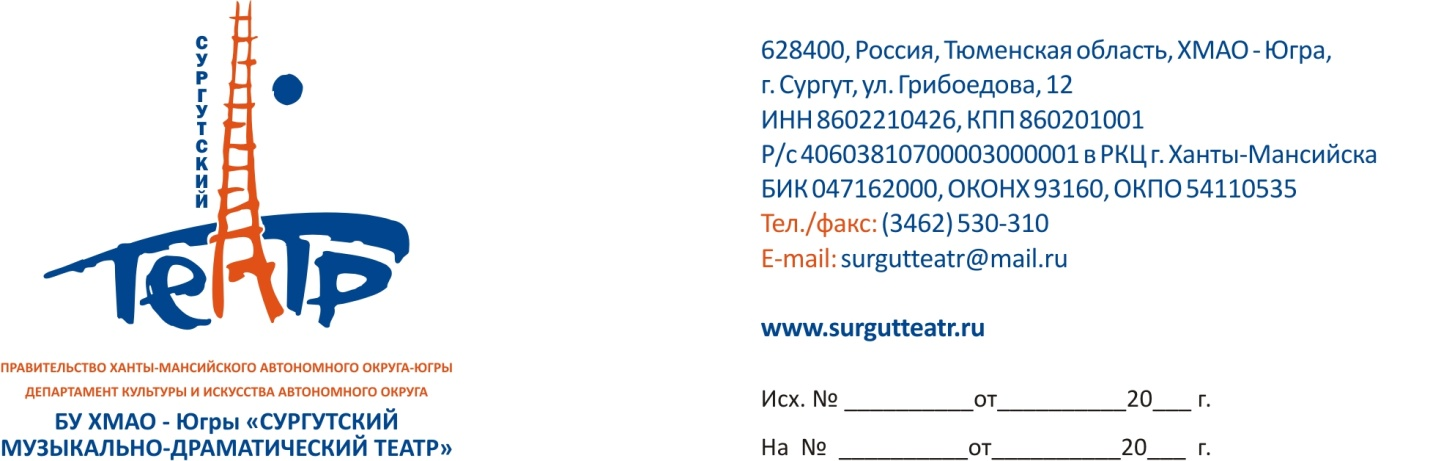 СУРГУТСКИЙ
ТеАТР
ПРАВИТЕЛЬСТВО ХАНТЫ-МАНСИЙСКОГО АВТОНОМНОГО ОКРУГА-ЮГРЫ
ДЕПАРТАМЕНТ КУЛЬТУРЫ И ИСКУССТВА АВТОНОМНОГО ОКРУГА
БУ ХМАО - Югры «СУРГУТСКИЙ
МУЗЫКАЛЬНО-ДРАМАТИЧЕСКИЙ ТЕАТР»
628400, Россия, Тюменская область, ХМАО - Югра,
г. Сургут, ул. Грибоедова, 12
ИНН 8602210426, КПП 860201001
Р/с 40603810700003000001 в РКЦ г. Ханты-Мансийска
БИК 047162000, ОКОНХ 93160, ОКПО 54110535
Тел./факс: (3462) 530-310
E-mail: surgutteatr@mail.ru
www.surgutteatr.ru
Исх. № __________от____________20___ г.
На № __________от__________20___ г.